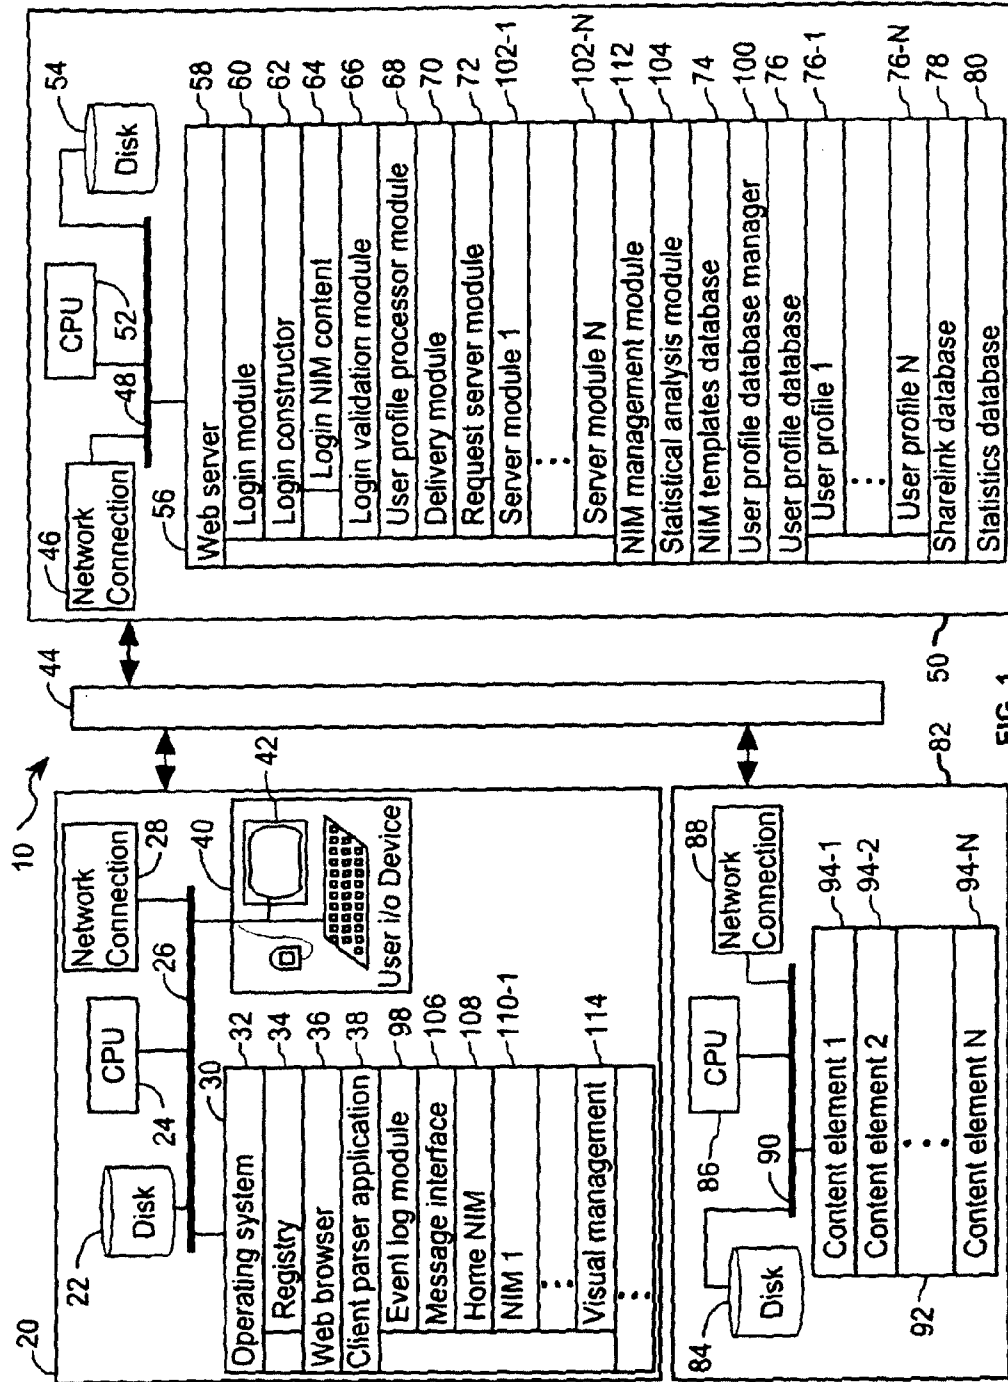 10
20
22
Disk
CPU
24
26
Network
Connection
28
30
Operating system
32
Registry
34
Web browser
36
Client parser application
38
Event log module
98
Message interface
106
Home NIM
108
NIM 1
110-1
Visual management
114
40
42
User i/o Device
44
46
Network
Connection
48
CPU
52
54
Disk
56
Web server
58
Login module
60
Login constructor
62
Login NIM content
64
Login validation module
66
User profile processor module
68
Delivery module
70
Request server module
72
Server module 1
102-1
Server module N
102-N
NIM management module
112
Statistical analysis module
104
NIM templates database
74
User profile database manager
100
User profile database
76
User profile 1
76-1
User profile N
76-N
Sharelink database
78
Statistics database
80
50
82
84
Disk
86
CPU
88
Network
Connection
90
Content element 1
94-1
Content element 2
94-2
Content element N
94-N
92
FIG. 1